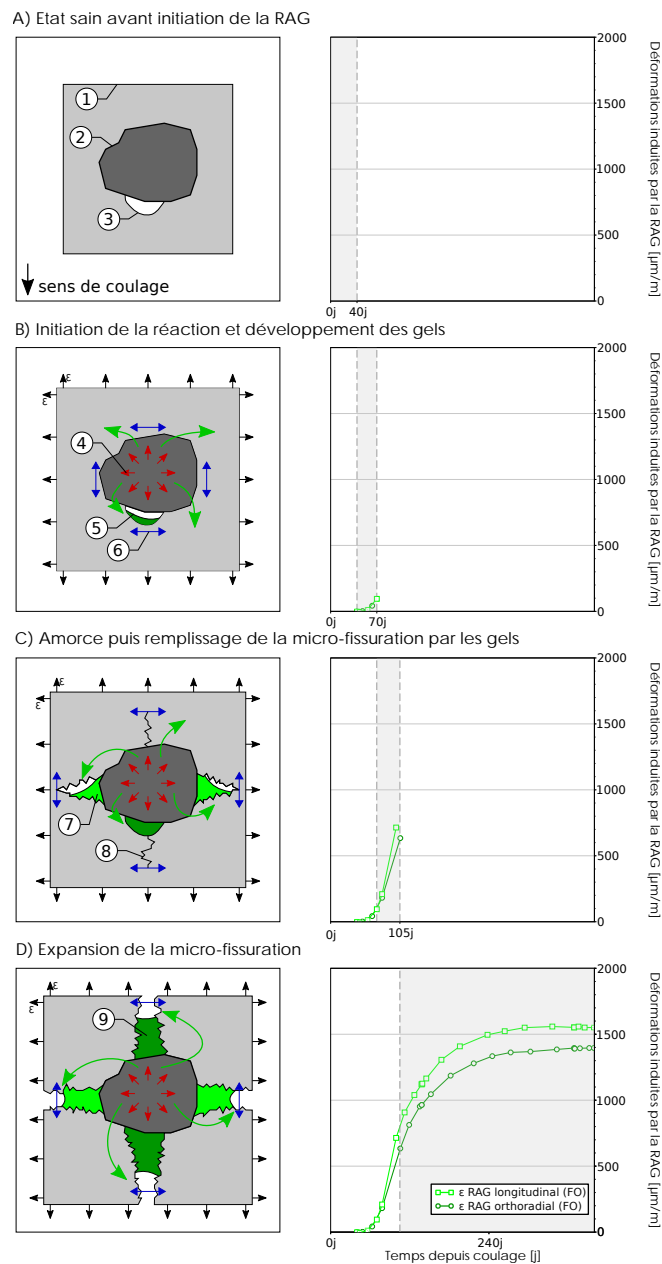 A) Etat sain avant initiation de la RAG
1
2
3
sens de coulage
2000
1500
1000
500
0
0j 40j
Déformations induites par la RAG [µm/m]
B) Initiation de la réaction et développement des gels
ε
ε
4
5
6
2000
1500
1000
500
0
0j 70j
Déformations induites par la RAG [µm/m]
C) Amorce puis remplissage de la micro-fissuration par les gels
ε
ε
7
8
2000
1500
1000
500
0
0j 105j
Déformations induites par la RAG [µm/m]
D) Expansion de la micro-fissuration
ε
ε
9
2000
1500
1000
500
0
ε RAG longitudinal (FO)
ε RAG orthoradial (FO)
0j 240j
Temps depuis coulage [j]
Déformations induites par la RAG [µm/m]